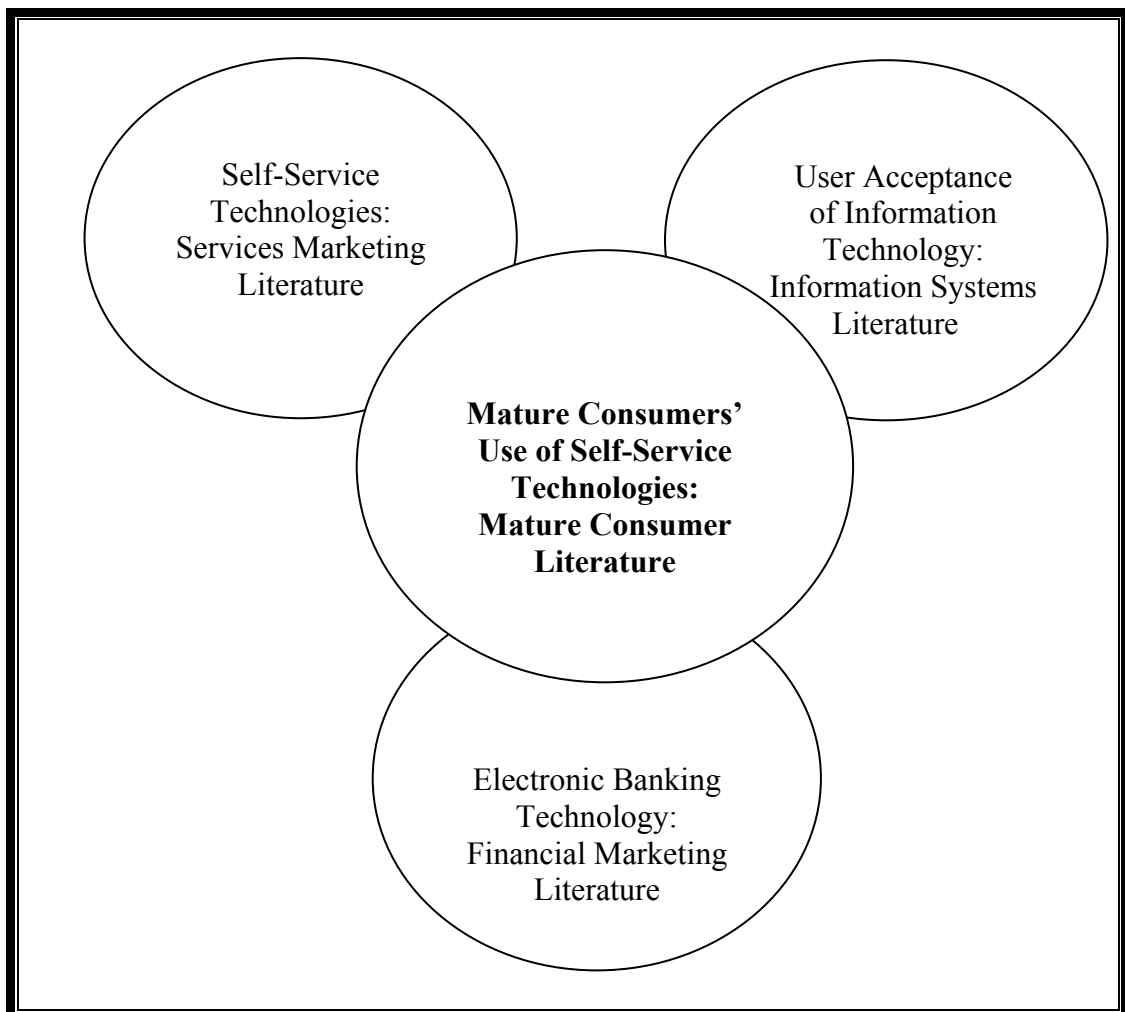 Self-Service
Technologies:
Services Marketing
Literature
User Acceptance
of Information
Technology:
Information Systems
Literature
Mature Consumers’
Use of Self-Service
Technologies:
Mature Consumer
Literature
Electronic Banking
Technology:
Financial Marketing
Literature